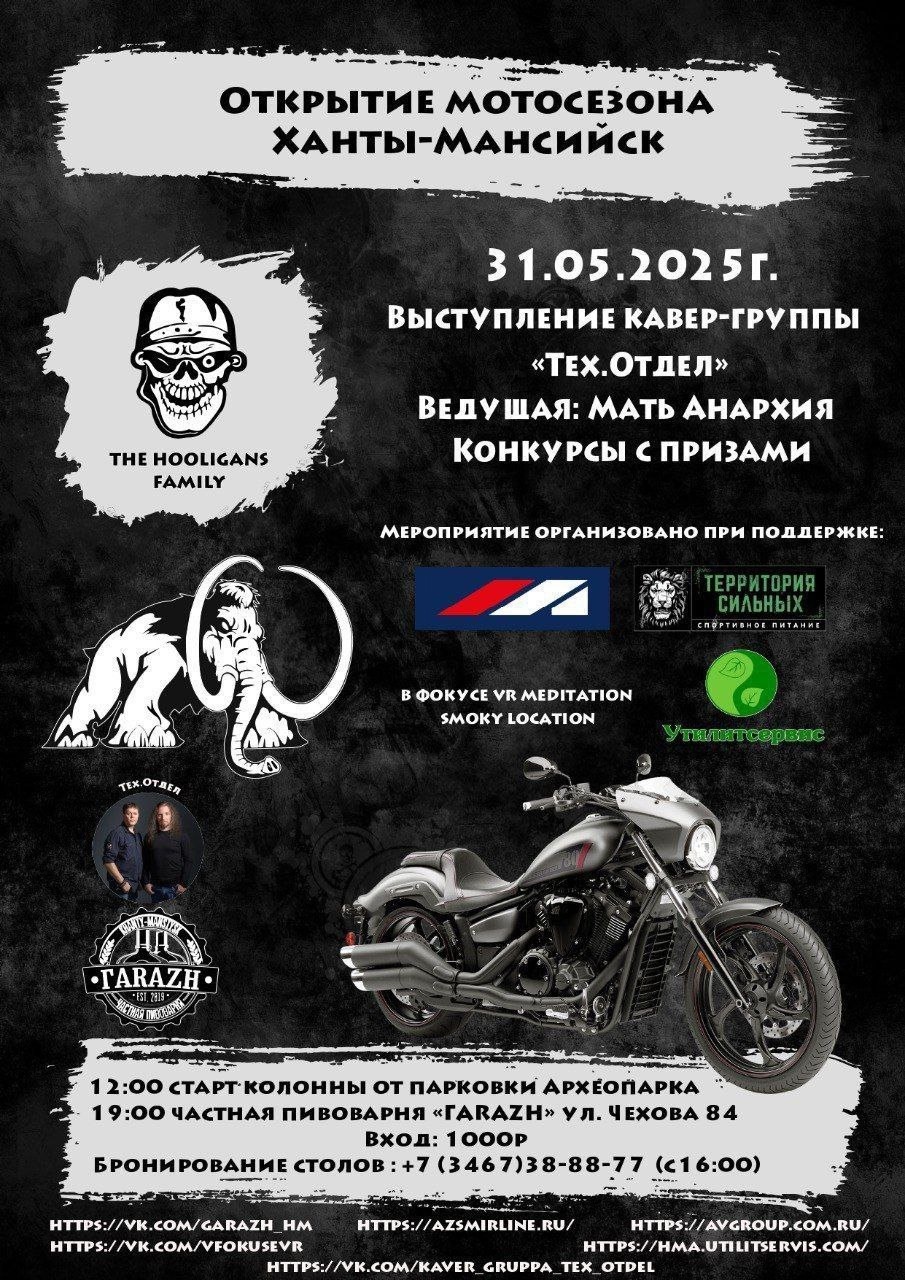 Открытие мотосезона
Ханты-Мансийск
31.05.2025г.
Выступление кавер-группы
«Тех.Отдел»
Ведущая: Мать Анархия
Конкурсы с призами
THE HOOLIGANS
FAMILY
Мероприятие организовано при поддержке:
ТЕРРИТОРИЯ
СИЛЬНЫХ
СПОРТИВНОЕ ПИТАНИЕ
В ФОКУСЕ VR MEDITATION
SMOKY LOCATION
Утилитсервис
Тех.Отдел
KHANTY-MANSIYSK
ГARAZH
EST. 2019
ЧАСТНАЯ ПИВОВАРНЯ
12:00 старт колонны от парковки Археопарка
19:00 частная пивоварня «ГARAZH» ул. Чехова 84
Вход: 1000р
Бронирование столов : +7 (3467)38-88-77 (с16:00)
HTTPS://VK.COM/GARAZH_HM HTTPS://AZSMIRLINE.RU/ HTTPS://AVGROUP.COM.RU/
HTTPS://VK.COM/VFOKUSEVR HTTPS://HMA.UTILITSERVIS.COM/
HTTPS://VK.COM/KAVER_GRUPPA_TEX_OTDEL